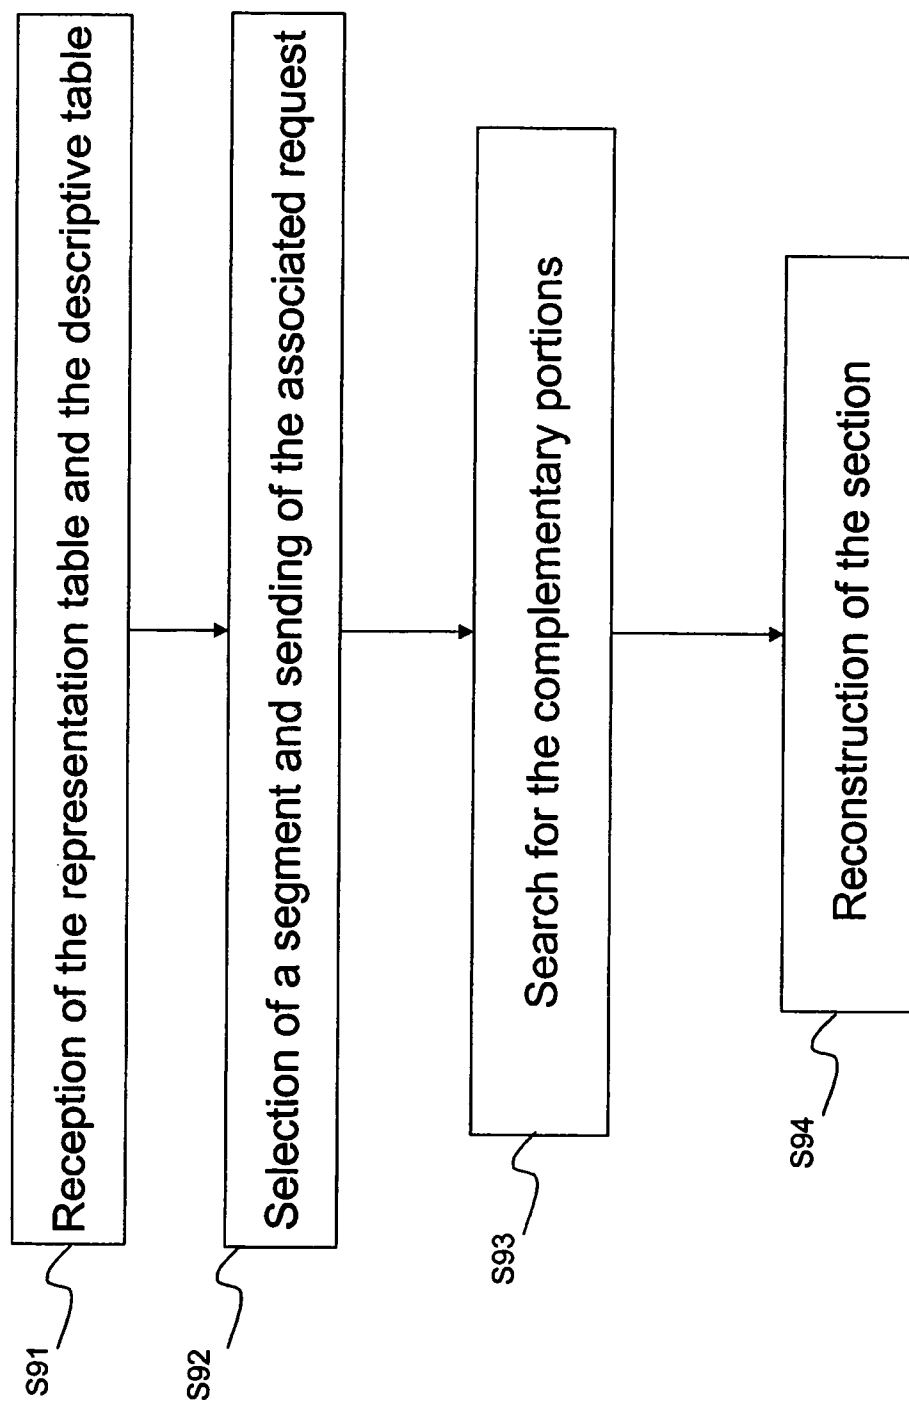 S91
Reception of the representation table and the descriptive table
S92
Selection of a segment and sending of the associated request
S93
Search for the complementary portions
S94
Reconstruction of the section